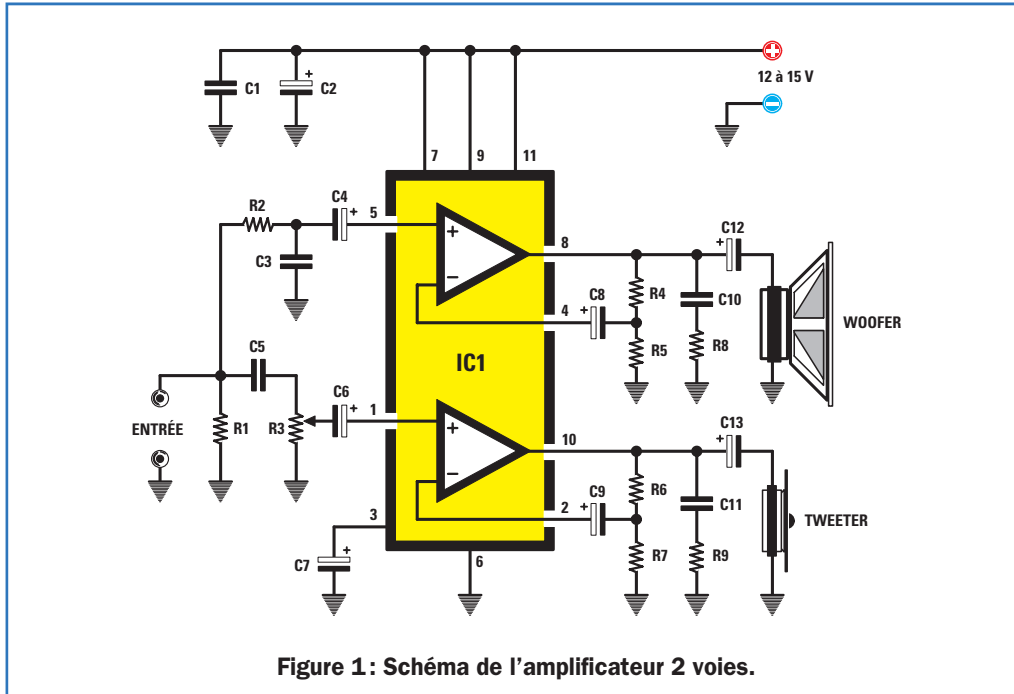 C1
+
C2
+
12 à 15 V
−
7
9
11
R2
C4
+
5
C3
+
−
8
C12
+
R4
C10
4
C8
+
R5
R8
WOOFER
IC1
C5
C6
+
1
ENTRÉE
R1
R3
+
−
10
C13
+
R6
C11
2
C9
+
R7
R9
TWEETER
3
C7
+
6
Figure 1: Schéma de l’amplificateur 2 voies.